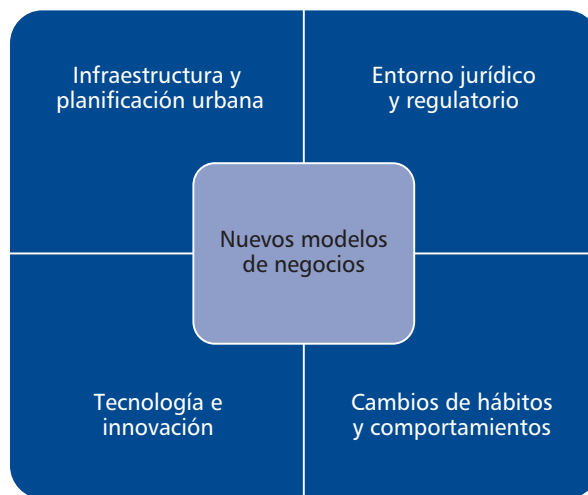 Infraestructura y
planificación urbana
Entorno jurídico
y regulatorio
Nuevos modelos
de negocios
Tecnología e
innovación
Cambios de hábitos
y comportamientos